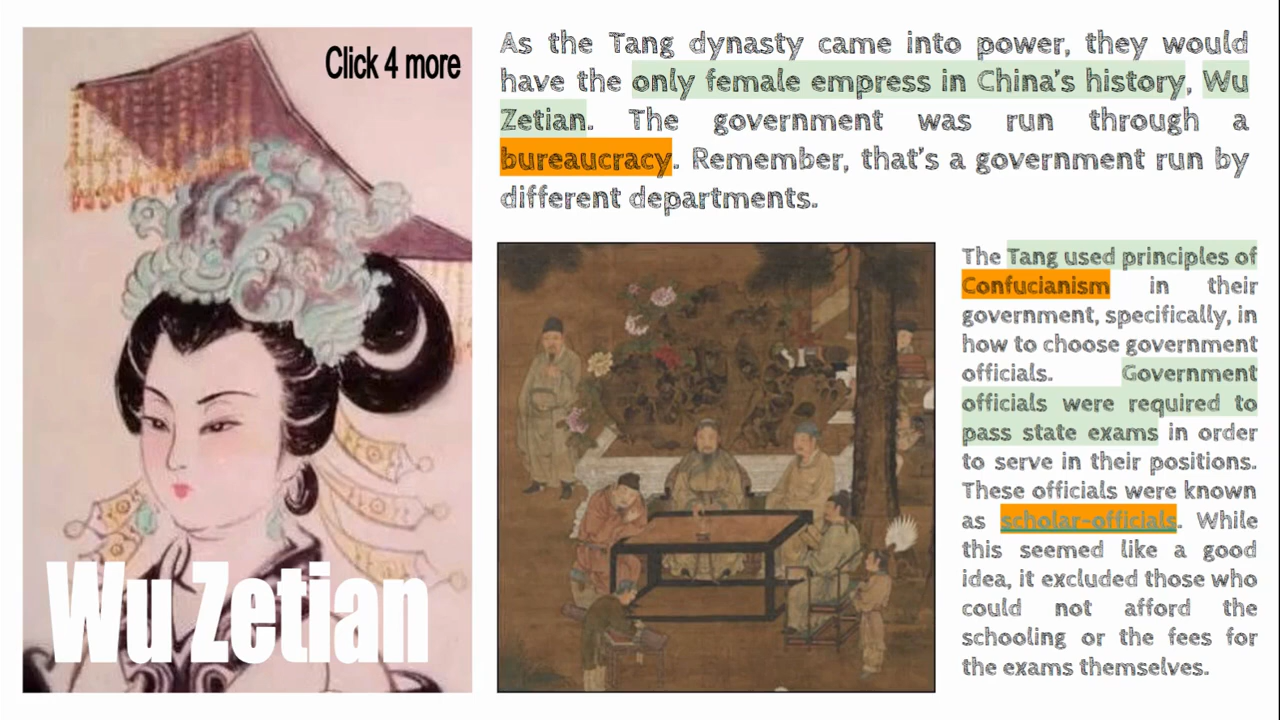 Click 4 more
Wu Zetian
As the Tang dynasty came into power, they would
have the only female empress in China's history, Wu
Zetian. The government was run through a
bureaucracy. Remember, that's a government run by
different departments.
The Tang used principles of
Confucianism in their
government, specifically, in
how to choose government
officials. Government
officials were required to
pass state exams in order
to serve in their positions.
These officials were known
as scholar-officials. While
this seemed like a good
idea, it excluded those who
could not afford the
schooling or the fees for
the exams themselves.